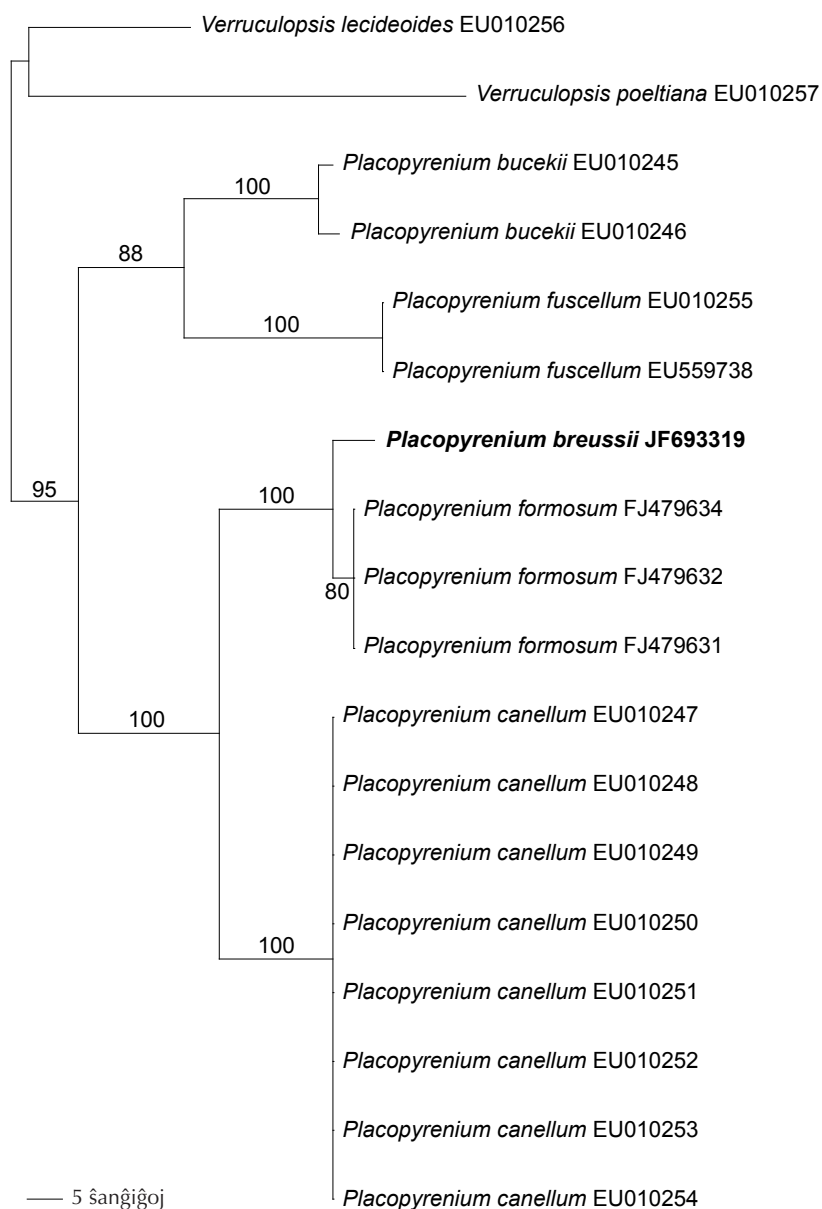 Verruculopsis lecideoides EU010256
Verruculopsis poeltiana EU010257
Placopyrenium bucekii EU010245
100
Placopyrenium bucekii EU010246
88
Placopyrenium fuscellum EU010255
100
Placopyrenium fuscellum EU559738
Placopyrenium breussii JF693319
95
100
Placopyrenium formosum FJ479634
Placopyrenium formosum FJ479632
80
Placopyrenium formosum FJ479631
100
Placopyrenium canellum EU010247
Placopyrenium canellum EU010248
Placopyrenium canellum EU010249
Placopyrenium canellum EU010250
100
Placopyrenium canellum EU010251
Placopyrenium canellum EU010252
Placopyrenium canellum EU010253
5 ŝanĝiĝoj
Placopyrenium canellum EU010254